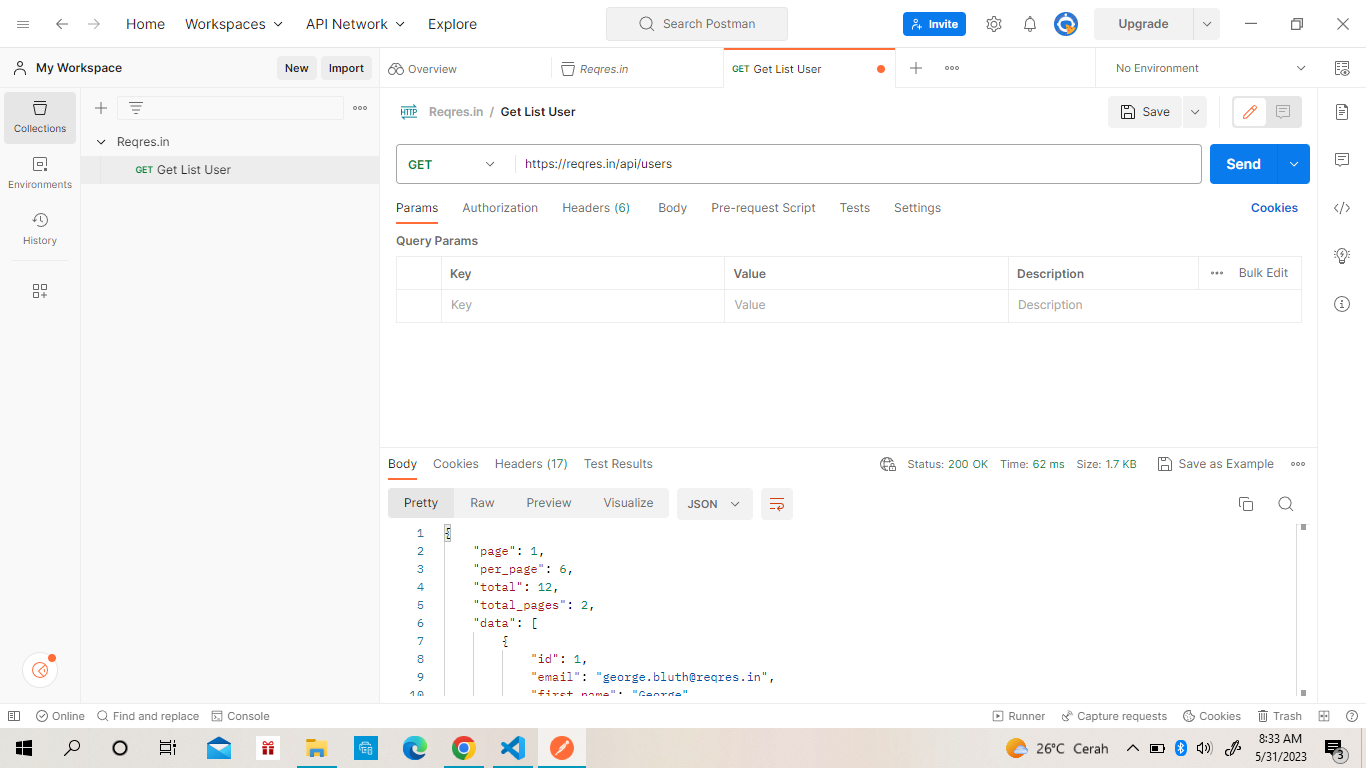 Home Workspaces API Network Explore Search Postman Invite Upgrade
My Workspace New Import Overview Reqres.in GET Get List User No Environment
Collections
Environments
History
Reqres.in
GET Get List User
HTTP Reqres.in / Get List User Save
GET https://reqres.in/api/users Send
Params Authorization Headers (6) Body Pre-request Script Tests Settings Cookies
Query Params
Key Value Description Bulk Edit
Key Value Description
Body Cookies Headers (17) Test Results Status: 200 OK Time: 62 ms Size: 1.7 KB Save as Example
Pretty Raw Preview Visualize JSON
1 {
2 "page": 1,
3 "per_page": 6,
4 "total": 12,
5 "total_pages": 2,
6 "data": [
7 {
8 "id": 1,
9 "email": "george.bluth@reqres.in",
10 "first_name": "George"
Online Find and replace Console Runner Capture requests Cookies Trash
26°C Cerah 8:33 AM
5/31/2023 3